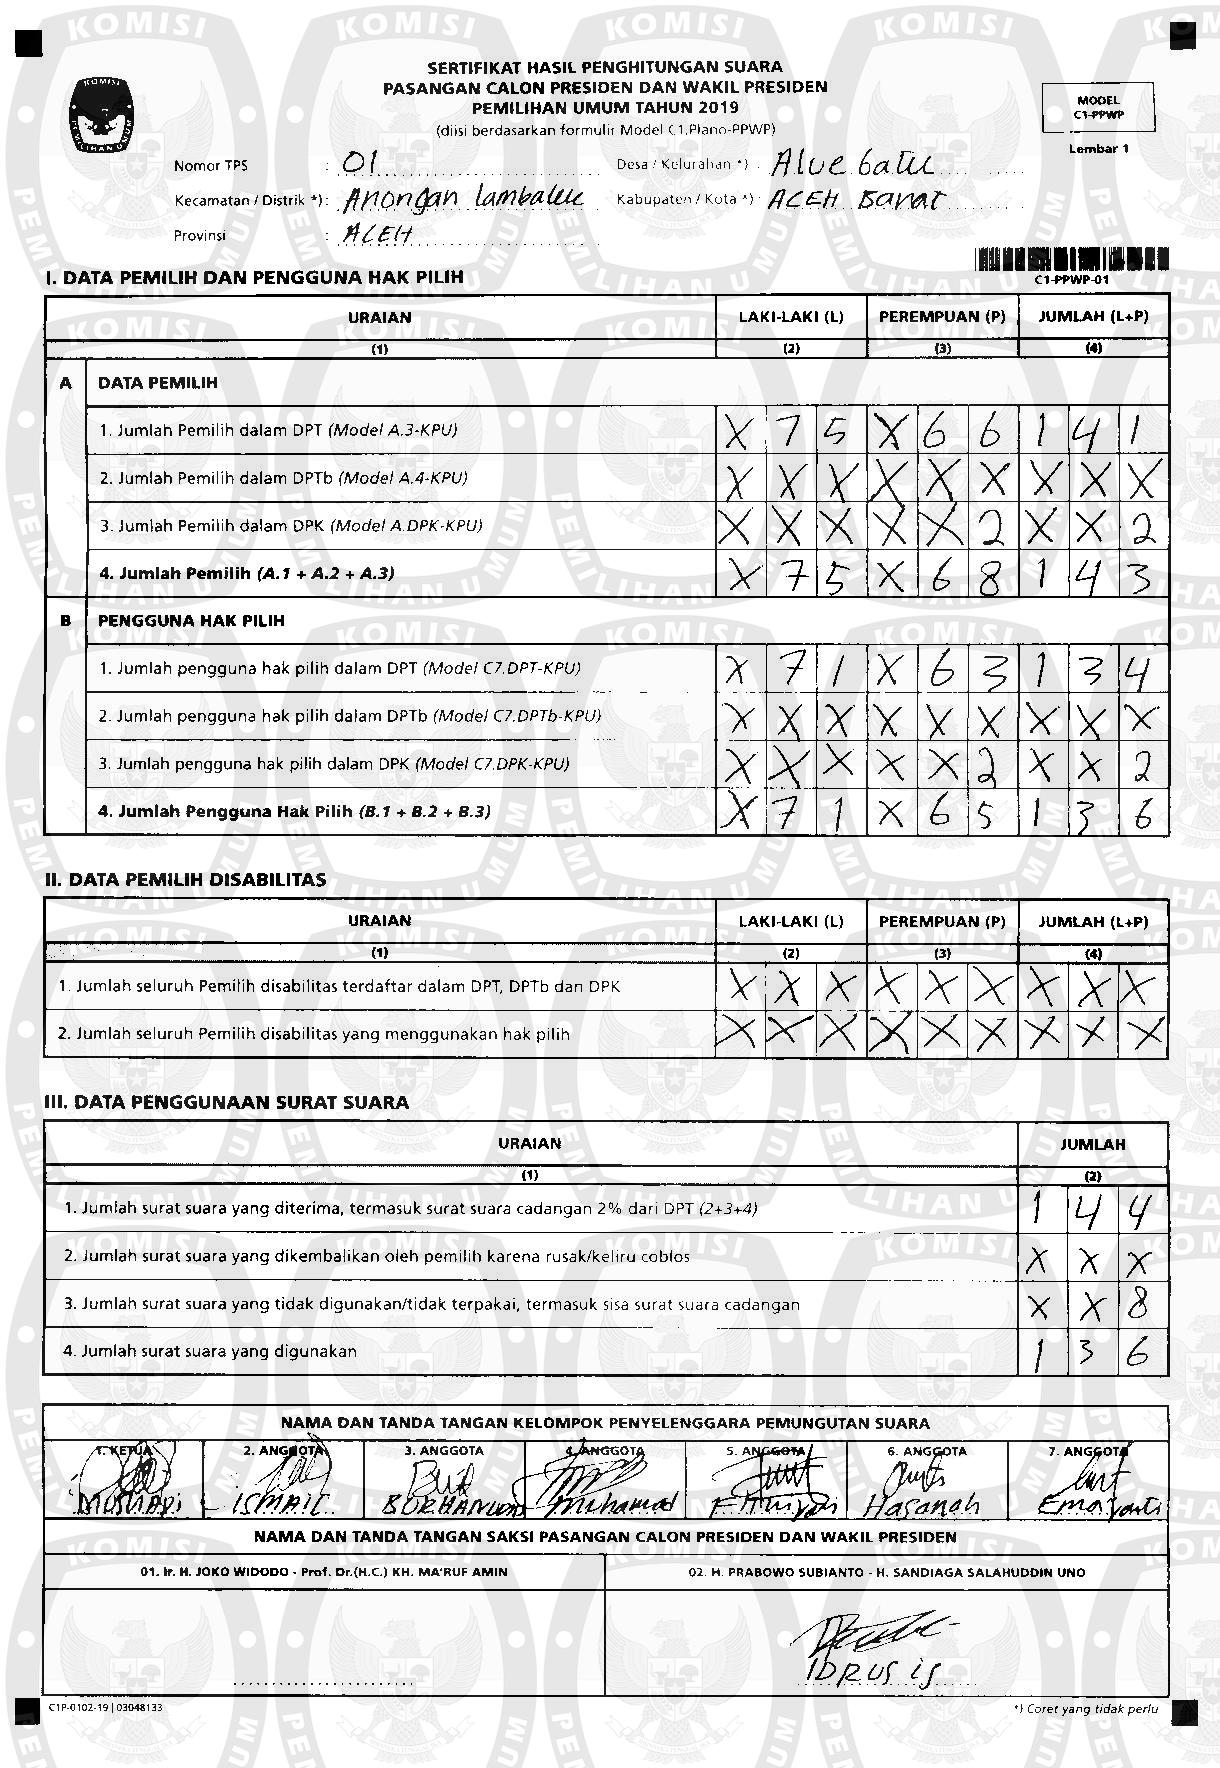 SERTIFIKAT HASIL PENGHITUNGAN SUARA
PASANGAN CALON PRESIDEN DAN WAKIL PRESIDEN
PEMILIHAN UMUM TAHUN 2019
(diisi berdasarkan formulir Model C1.Plano-PPWP)
MODEL
C1-PPWP
Lembar 1
KOMISI PEMILIHAN UMUM
Nomor TPS : 01 Desa / Kelurahan *) : Alue batu
Kecamatan / Distrik *) : Arongan lambalek Kabupaten / Kota *) : ACEH Barat
Provinsi : ACEH
C1-PPWP-01
I. DATA PEMILIH DAN PENGGUNA HAK PILIH
URAIAN LAKI-LAKI (L) PEREMPUAN (P) JUMLAH (L+P)
(1) (2) (3) (4)
A DATA PEMILIH
1. Jumlah Pemilih dalam DPT (Model A.3-KPU) X 7 5 X 6 6 1 4 1
2. Jumlah Pemilih dalam DPTb (Model A.4-KPU) X X X X X X X X X
3. Jumlah Pemilih dalam DPK (Model A.DPK-KPU) X X X X X 2 X X 2
4. Jumlah Pemilih (A.1 + A.2 + A.3) X 7 5 X 6 8 1 4 3
B PENGGUNA HAK PILIH
1. Jumlah pengguna hak pilih dalam DPT (Model C7.DPT-KPU) X 7 1 X 6 3 1 3 4
2. Jumlah pengguna hak pilih dalam DPTb (Model C7.DPTb-KPU) X X X X X X X X X
3. Jumlah pengguna hak pilih dalam DPK (Model C7.DPK-KPU) X X X X X 2 X X 2
4. Jumlah Pengguna Hak Pilih (B.1 + B.2 + B.3) X 7 1 X 6 5 1 3 6
II. DATA PEMILIH DISABILITAS
URAIAN LAKI-LAKI (L) PEREMPUAN (P) JUMLAH (L+P)
(1) (2) (3) (4)
1. Jumlah seluruh Pemilih disabilitas terdaftar dalam DPT, DPTb dan DPK X X X X X X X X X
2. Jumlah seluruh Pemilih disabilitas yang menggunakan hak pilih X X X X X X X X X
III. DATA PENGGUNAAN SURAT SUARA
URAIAN JUMLAH
(1) (2)
1. Jumlah surat suara yang diterima, termasuk surat suara cadangan 2% dari DPT (2+3+4) 1 4 4
2. Jumlah surat suara yang dikembalikan oleh pemilih karena rusak/keliru coblos X X X
3. Jumlah surat suara yang tidak digunakan/tidak terpakai, termasuk sisa surat suara cadangan X X 8
4. Jumlah surat suara yang digunakan 1 3 6
NAMA DAN TANDA TANGAN KELOMPOK PENYELENGGARA PEMUNGUTAN SUARA
1. KETUA 2. ANGGOTA 3. ANGGOTA 4. ANGGOTA 5. ANGGOTA 6. ANGGOTA 7. ANGGOTA
ISMAIL Muhamad Hasanah
NAMA DAN TANDA TANGAN SAKSI PASANGAN CALON PRESIDEN DAN WAKIL PRESIDEN
01. Ir. H. JOKO WIDODO - Prof. Dr.(H.C.) KH. MA'RUF AMIN 02. H. PRABOWO SUBIANTO - H. SANDIAGA SALAHUDDIN UNO
IDRUS is
C1P-0102-19 | 03048133 *) Coret yang tidak perlu